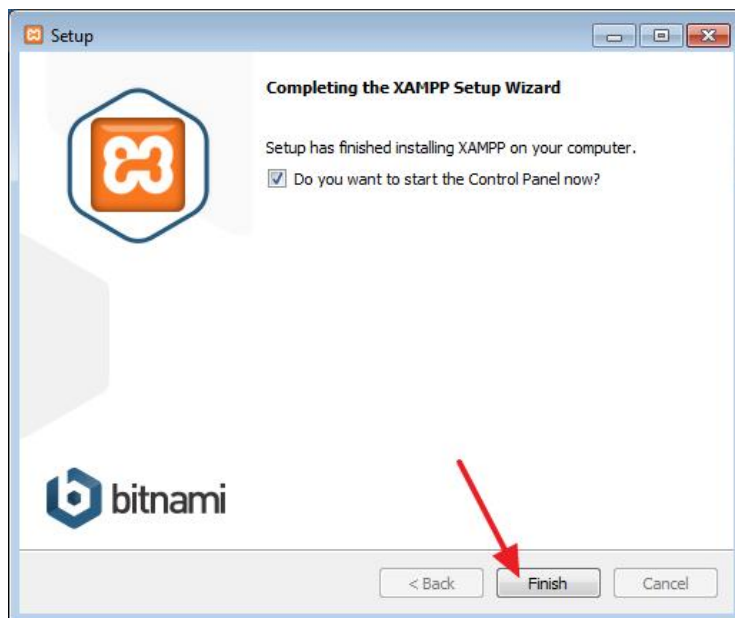 Setup
Completing the XAMPP Setup Wizard
Setup has finished installing XAMPP on your computer.
Do you want to start the Control Panel now?
bitnami
< Back
Finish
Cancel